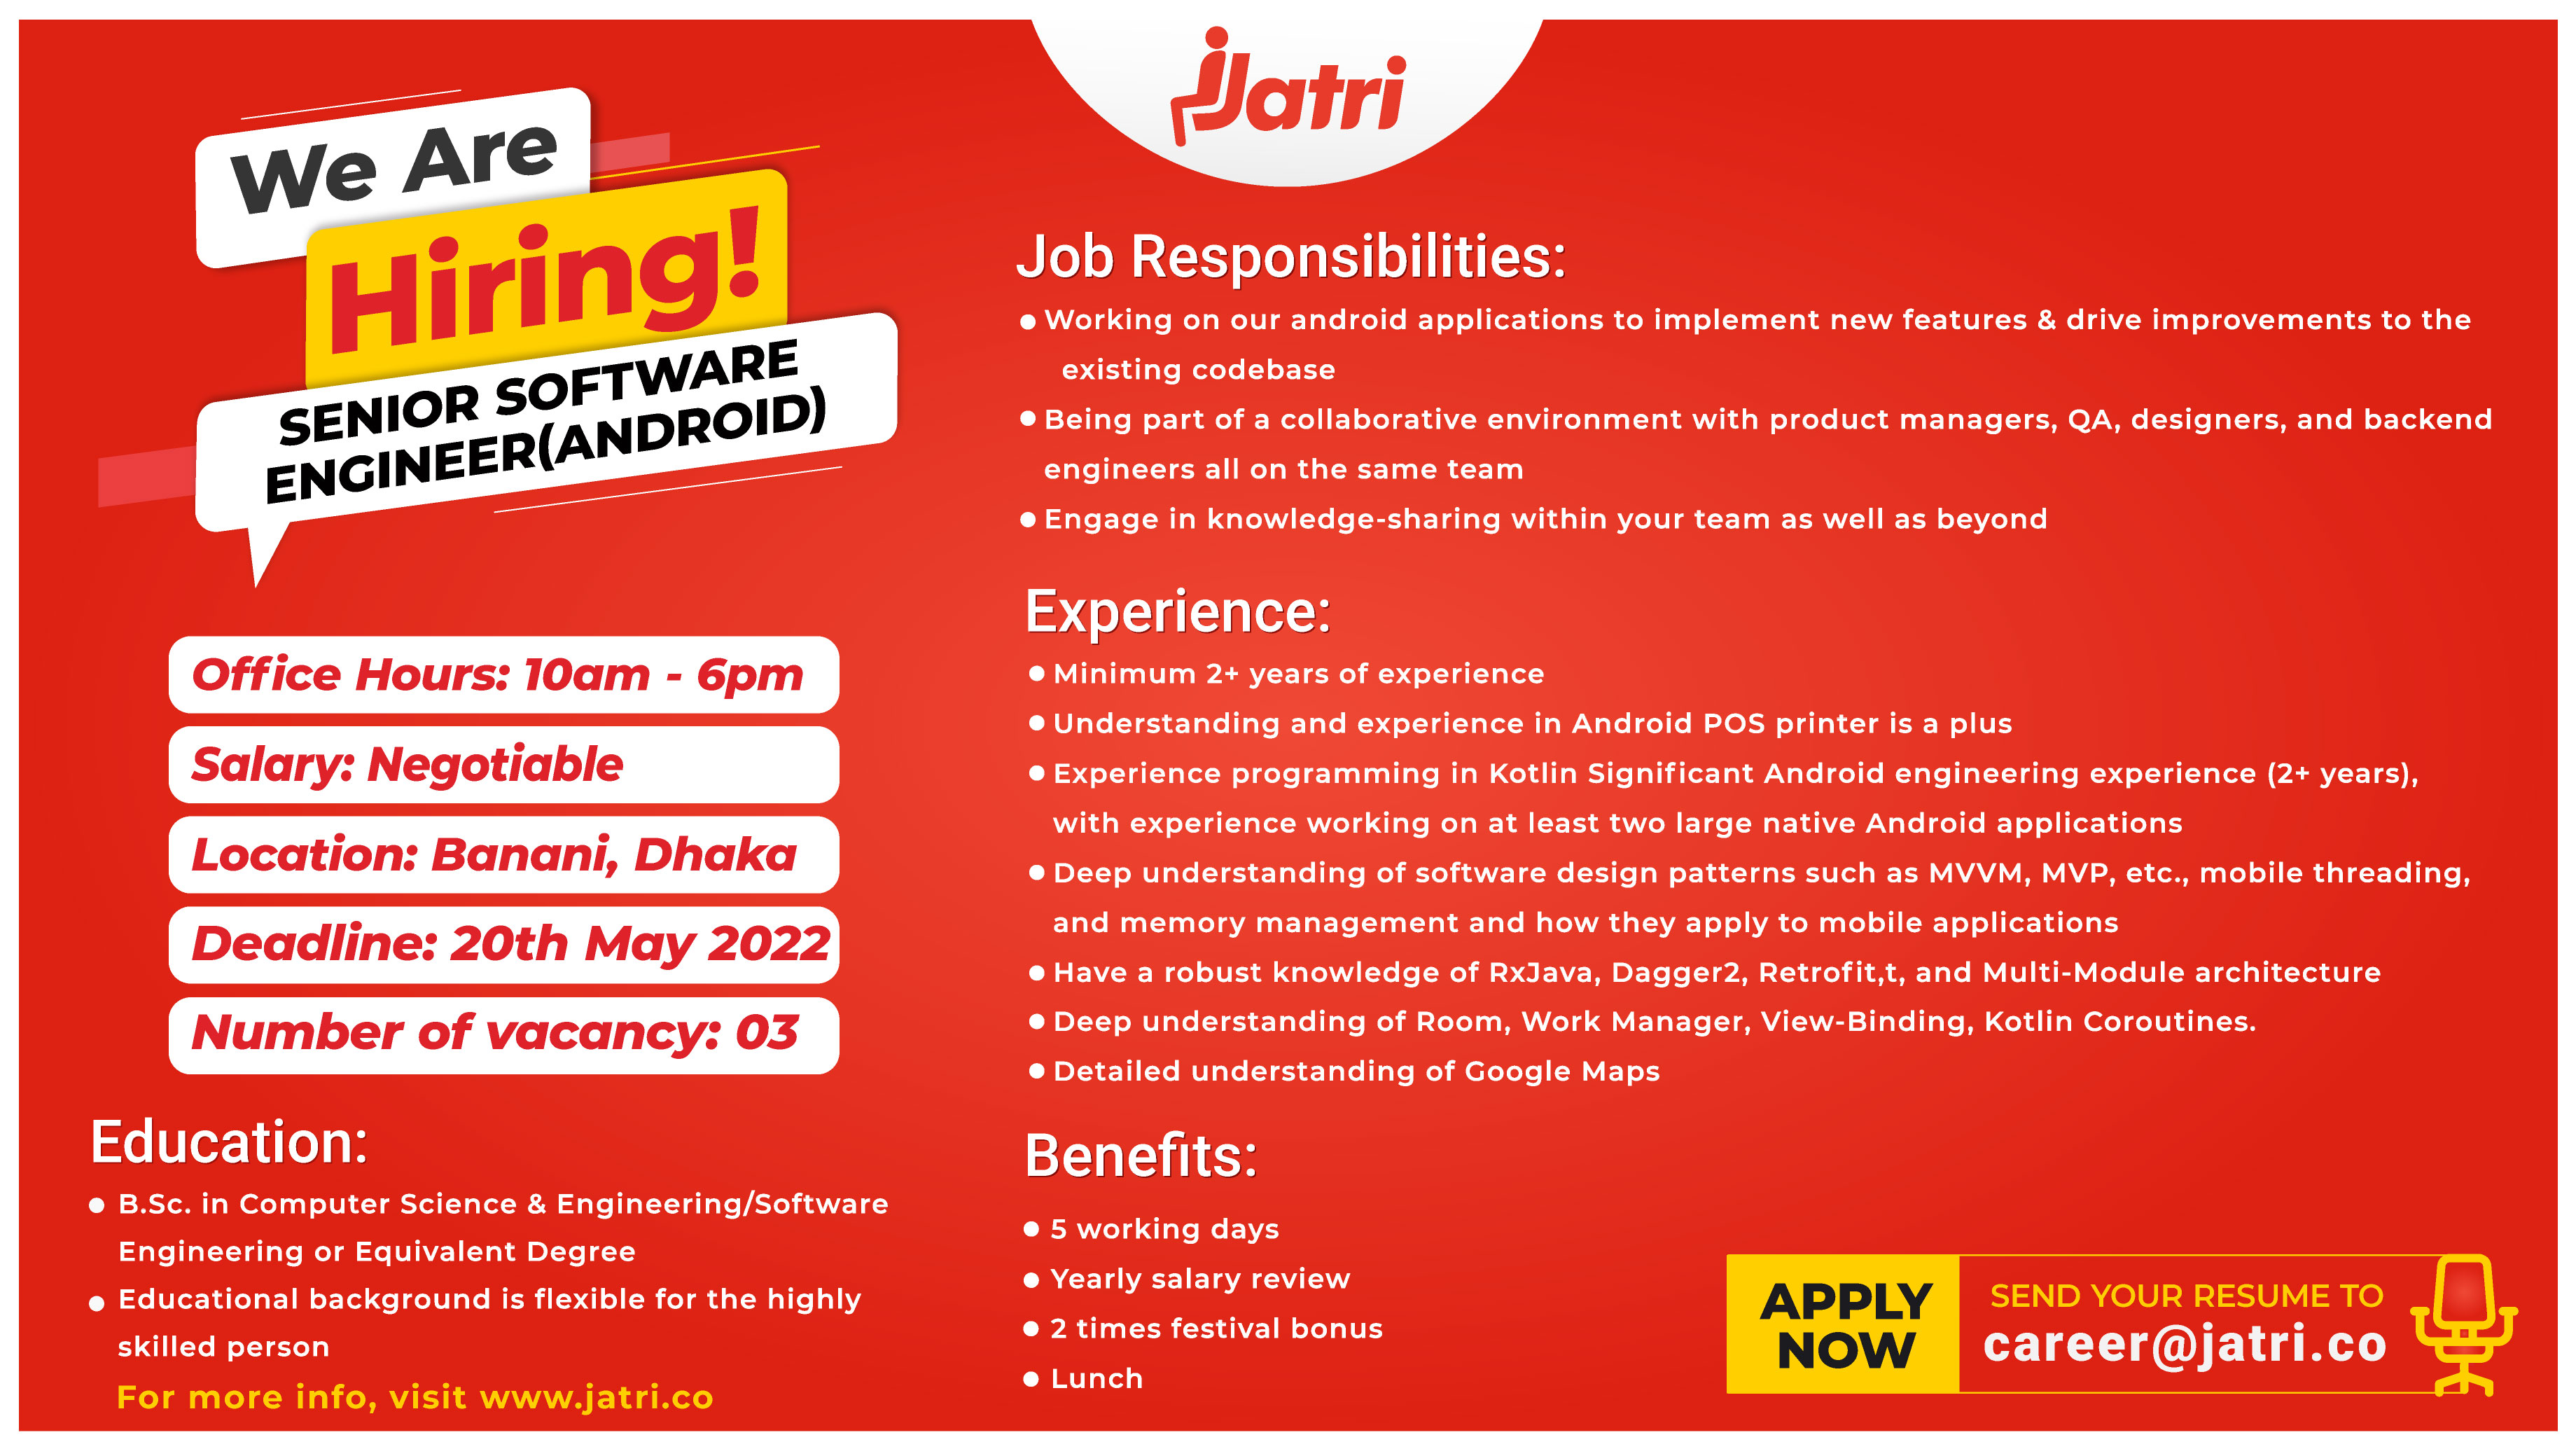 Jatri
We Are
Hiring!
SENIOR SOFTWARE
ENGINEER(ANDROID)
Office Hours: 10am - 6pm
Salary: Negotiable
Location: Banani, Dhaka
Deadline: 20th May 2022
Number of vacancy: 03
Education:
B.Sc. in Computer Science & Engineering/Software
Engineering or Equivalent Degree
Educational background is flexible for the highly
skilled person
For more info, visit www.jatri.co
Job Responsibilities:
Working on our android applications to implement new features & drive improvements to the
existing codebase
Being part of a collaborative environment with product managers, QA, designers, and backend
engineers all on the same team
Engage in knowledge-sharing within your team as well as beyond
Experience:
Minimum 2+ years of experience
Understanding and experience in Android POS printer is a plus
Experience programming in Kotlin Significant Android engineering experience (2+ years),
with experience working on at least two large native Android applications
Deep understanding of software design patterns such as MVVM, MVP, etc., mobile threading,
and memory management and how they apply to mobile applications
Have a robust knowledge of RxJava, Dagger2, Retrofit,t, and Multi-Module architecture
Deep understanding of Room, Work Manager, View-Binding, Kotlin Coroutines.
Detailed understanding of Google Maps
Benefits:
5 working days
Yearly salary review
2 times festival bonus
Lunch
APPLY
NOW
SEND YOUR RESUME TO
career@jatri.co